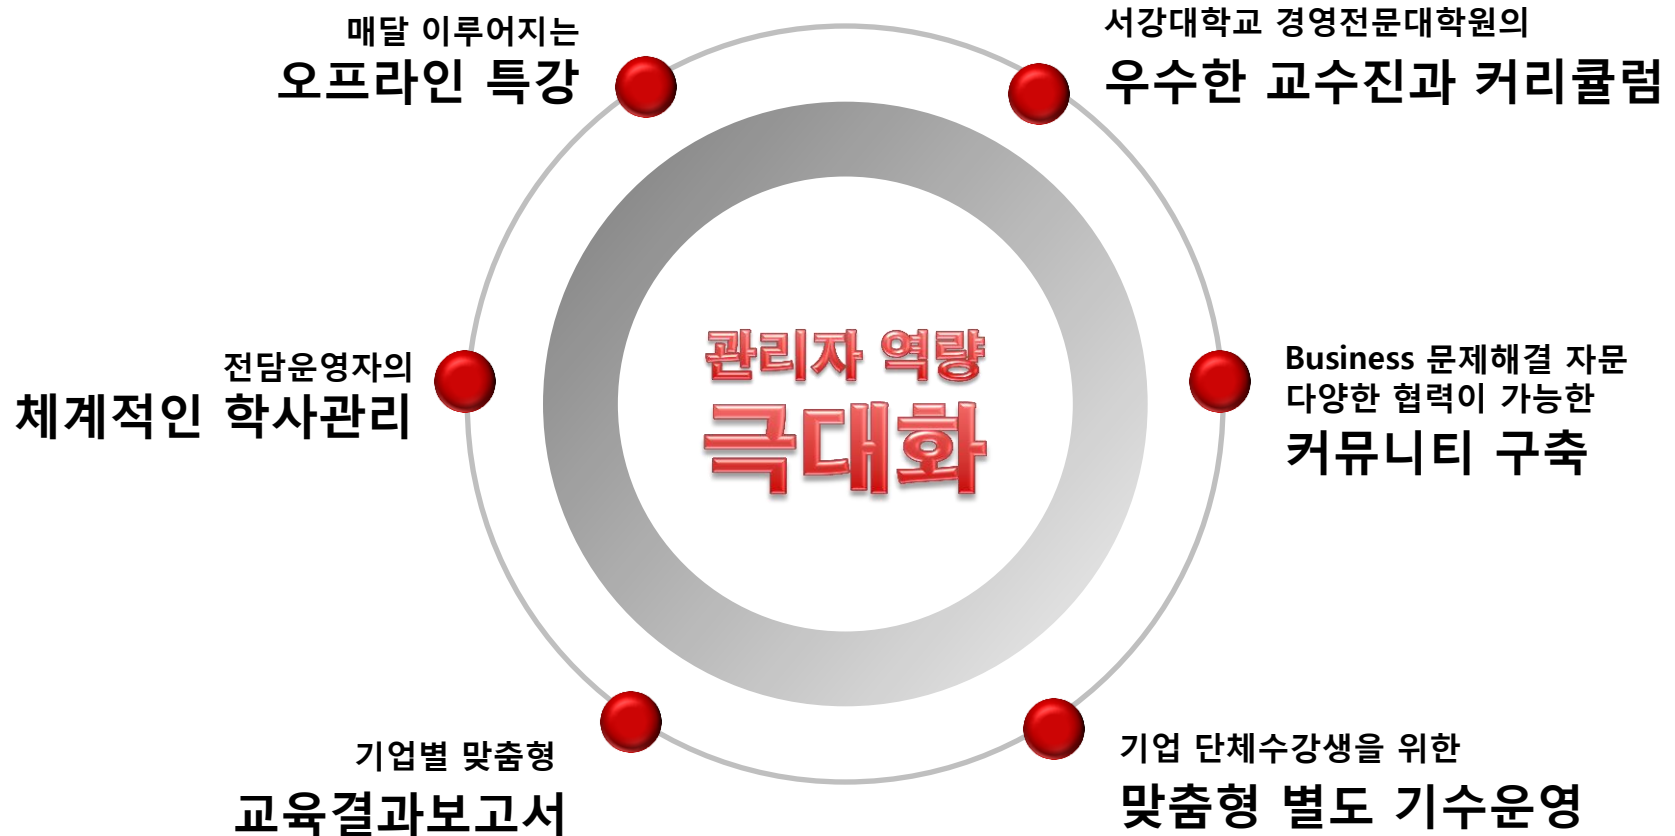 매달 이루어지는
오프라인 특강
서강대학교 경영전문대학원의
우수한 교수진과 커리큘럼
관리자 역량
극대화
전담운영자의
체계적인 학사관리
Business 문제해결 자문
다양한 협력이 가능한
커뮤니티 구축
기업별 맞춤형
교육결과보고서
기업 단체수강생을 위한
맞춤형 별도 기수운영